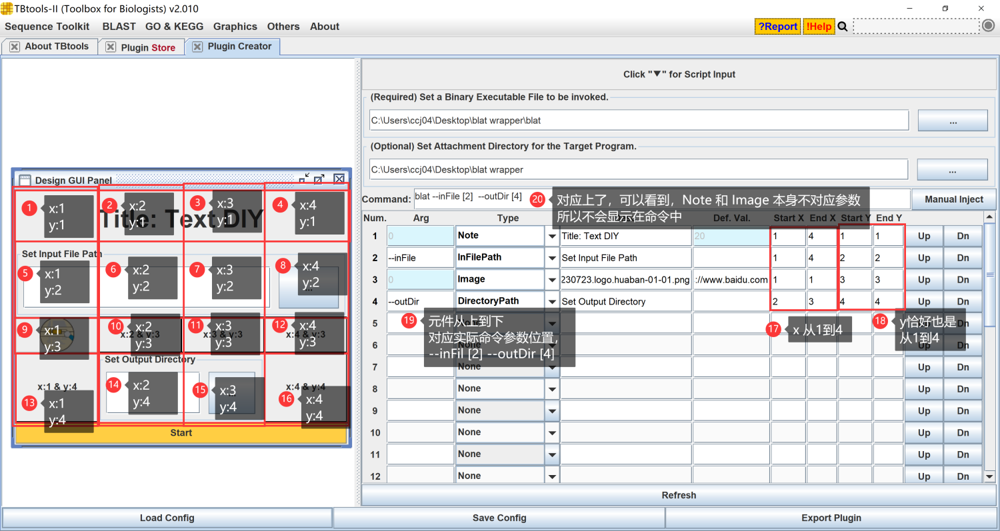 TBtools-II (Toolbox for Biologists) v2.010
Sequence Toolkit BLAST GO & KEGG Graphics Others About
?Report !Help
About TBtools Plugin Store Plugin Creator
Click "▼" for Script Input
(Required) Set a Binary Executable File to be invoked.
C:\Users\ccj04\Desktop\blat wrapper\blat ...
(Optional) Set Attachment Directory for the Target Program.
C:\Users\ccj04\Desktop\blat wrapper ...
Command: blat --inFile [2] --outDir [4] Manual Inject
20 对应上了，可以看到，Note 和 Image 本身不对应参数
所以不会显示在命令中
Num. Arg Type Def. Val. Start X End X Start Y End Y
1 0 Note Title: Text DIY 20 1 4 1 1 Up Dn
2 --inFile InFilePath Set Input File Path 1 4 2 2 Up Dn
3 0 Image 230723.logo.huaban-01-01.png ://www.baidu.com 1 1 3 3 Up Dn
4 --outDir DirectoryPath Set Output Directory 2 3 4 4 Up Dn
5 None Up Dn
6 None Up Dn
7 None Up Dn
8 None Up Dn
9 None Up Dn
10 None Up Dn
11 None Up Dn
12 None Up Dn
19 元件从上到下
对应实际命令参数位置，
--inFil [2] --outDir [4]
17 x 从1到4
18 y恰好也是
从1到4
Refresh
Design GUI Panel
Title: Text DIY
1 x:1
y:1
2 x:2
y:1
3 x:3
y:1
4 x:4
y:1
Set Input File Path
5 x:1
y:2
6 x:2
y:2
7 x:3
y:2
8 x:4
y:2
...
9 x:1
y:3
10 x:2
y:3
x:2 & y:3
11 x:3
y:3
x:3 & y:3
12 x:4
y:3
x:4 & y:3
Set Output Directory
x:1 & y:4
13 x:1
y:4
14 x:2
y:4
15 x:3
y:4
x:4 & y:4
16 x:4
y:4
Start
Load Config Save Config Export Plugin